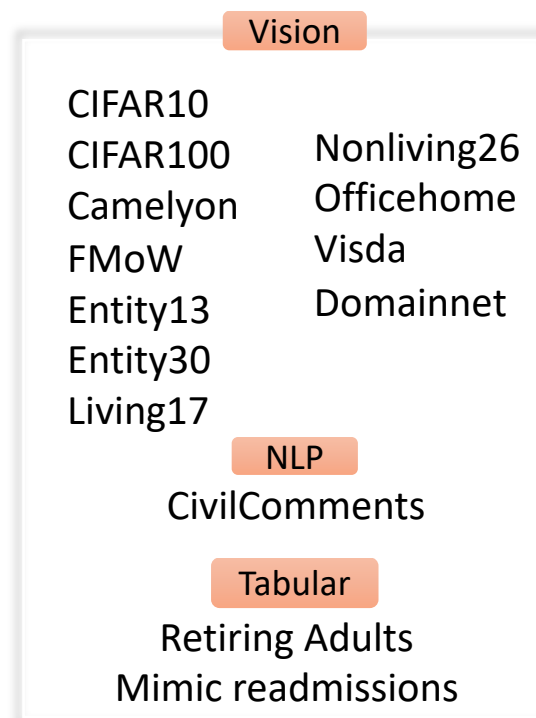 Vision
CIFAR10
CIFAR100
Camelyon
FMoW
Entity13
Entity30
Living17
Nonliving26
Officehome
Visda
Domainnet
NLP
CivilComments
Tabular
Retiring Adults
Mimic readmissions